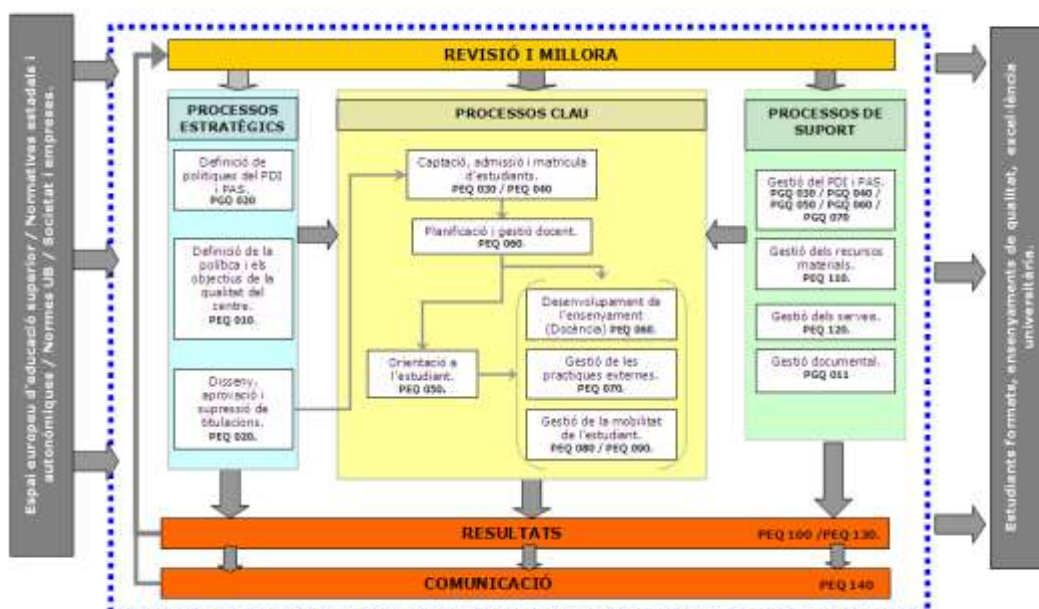 Espai europeu d'educació superior / Normatives estadals i
autonòmiques / Normes UB / Societat i empreses.
REVISIÓ I MILLORA
PROCESSOS
ESTRATÈGICS
Definició de
polítiques del PDI
i PAS.
PGQ 020
Definició de la
política i els
objectius de la
qualitat del
centre.
PEQ 010.
Disseny,
aprovació i
supressió de
titulacions.
PEQ 020.
PROCESSOS CLAU
Captació, admissió i matrícula
d'estudiants.
PEQ 030 / PEQ 040
Planificació i gestió docent.
PEQ 060.
Desenvolupament de
l'ensenyament
(Docència) PEQ 060.
Orientació a
l'estudiant.
PEQ 050.
Gestió de les
practiques externes.
PEQ 070.
Gestió de la mobilitat
de l'estudiant.
PEQ 080 / PEQ 090.
PROCESSOS DE
SUPORT
Gestió del PDI i PAS.
PGQ 030 / PGQ 040 /
PGQ 050 / PGQ 060 /
PGQ 070
Gestió dels recursos
materials.
PEQ 110.
Gestió dels serveis.
PEQ 120.
Gestió documental.
PGQ 011
RESULTATS
PEQ 100 /PEQ 130.
COMUNICACIÓ
PEQ 140
Estudiants formats, ensenyaments de qualitat, excel·lència
universitària.